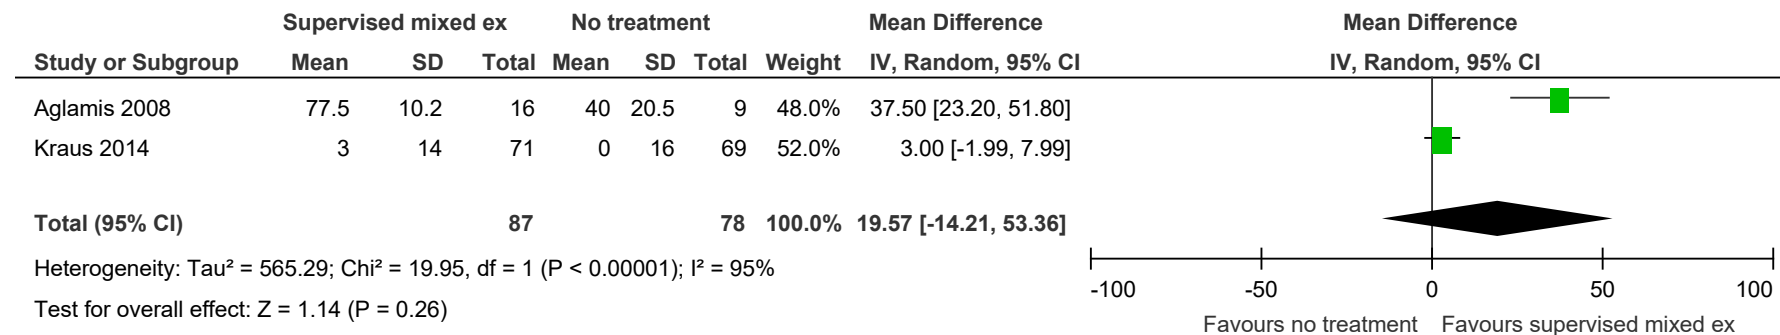 Supervised mixed ex No treatment Mean Difference Mean Difference
Study or Subgroup Mean SD Total Mean SD Total Weight IV, Random, 95% CI IV, Random, 95% CI
Aglamis 2008 77.5 10.2 16 40 20.5 9 48.0% 37.50 [23.20, 51.80]
Kraus 2014 3 14 71 0 16 69 52.0% 3.00 [-1.99, 7.99]
Total (95% CI) 87 78 100.0% 19.57 [-14.21, 53.36]
Heterogeneity: Tau² = 565.29; Chi² = 19.95, df = 1 (P < 0.00001); I² = 95%
Test for overall effect: Z = 1.14 (P = 0.26)
-100 -50 0 50 100
Favours no treatment Favours supervised mixed ex